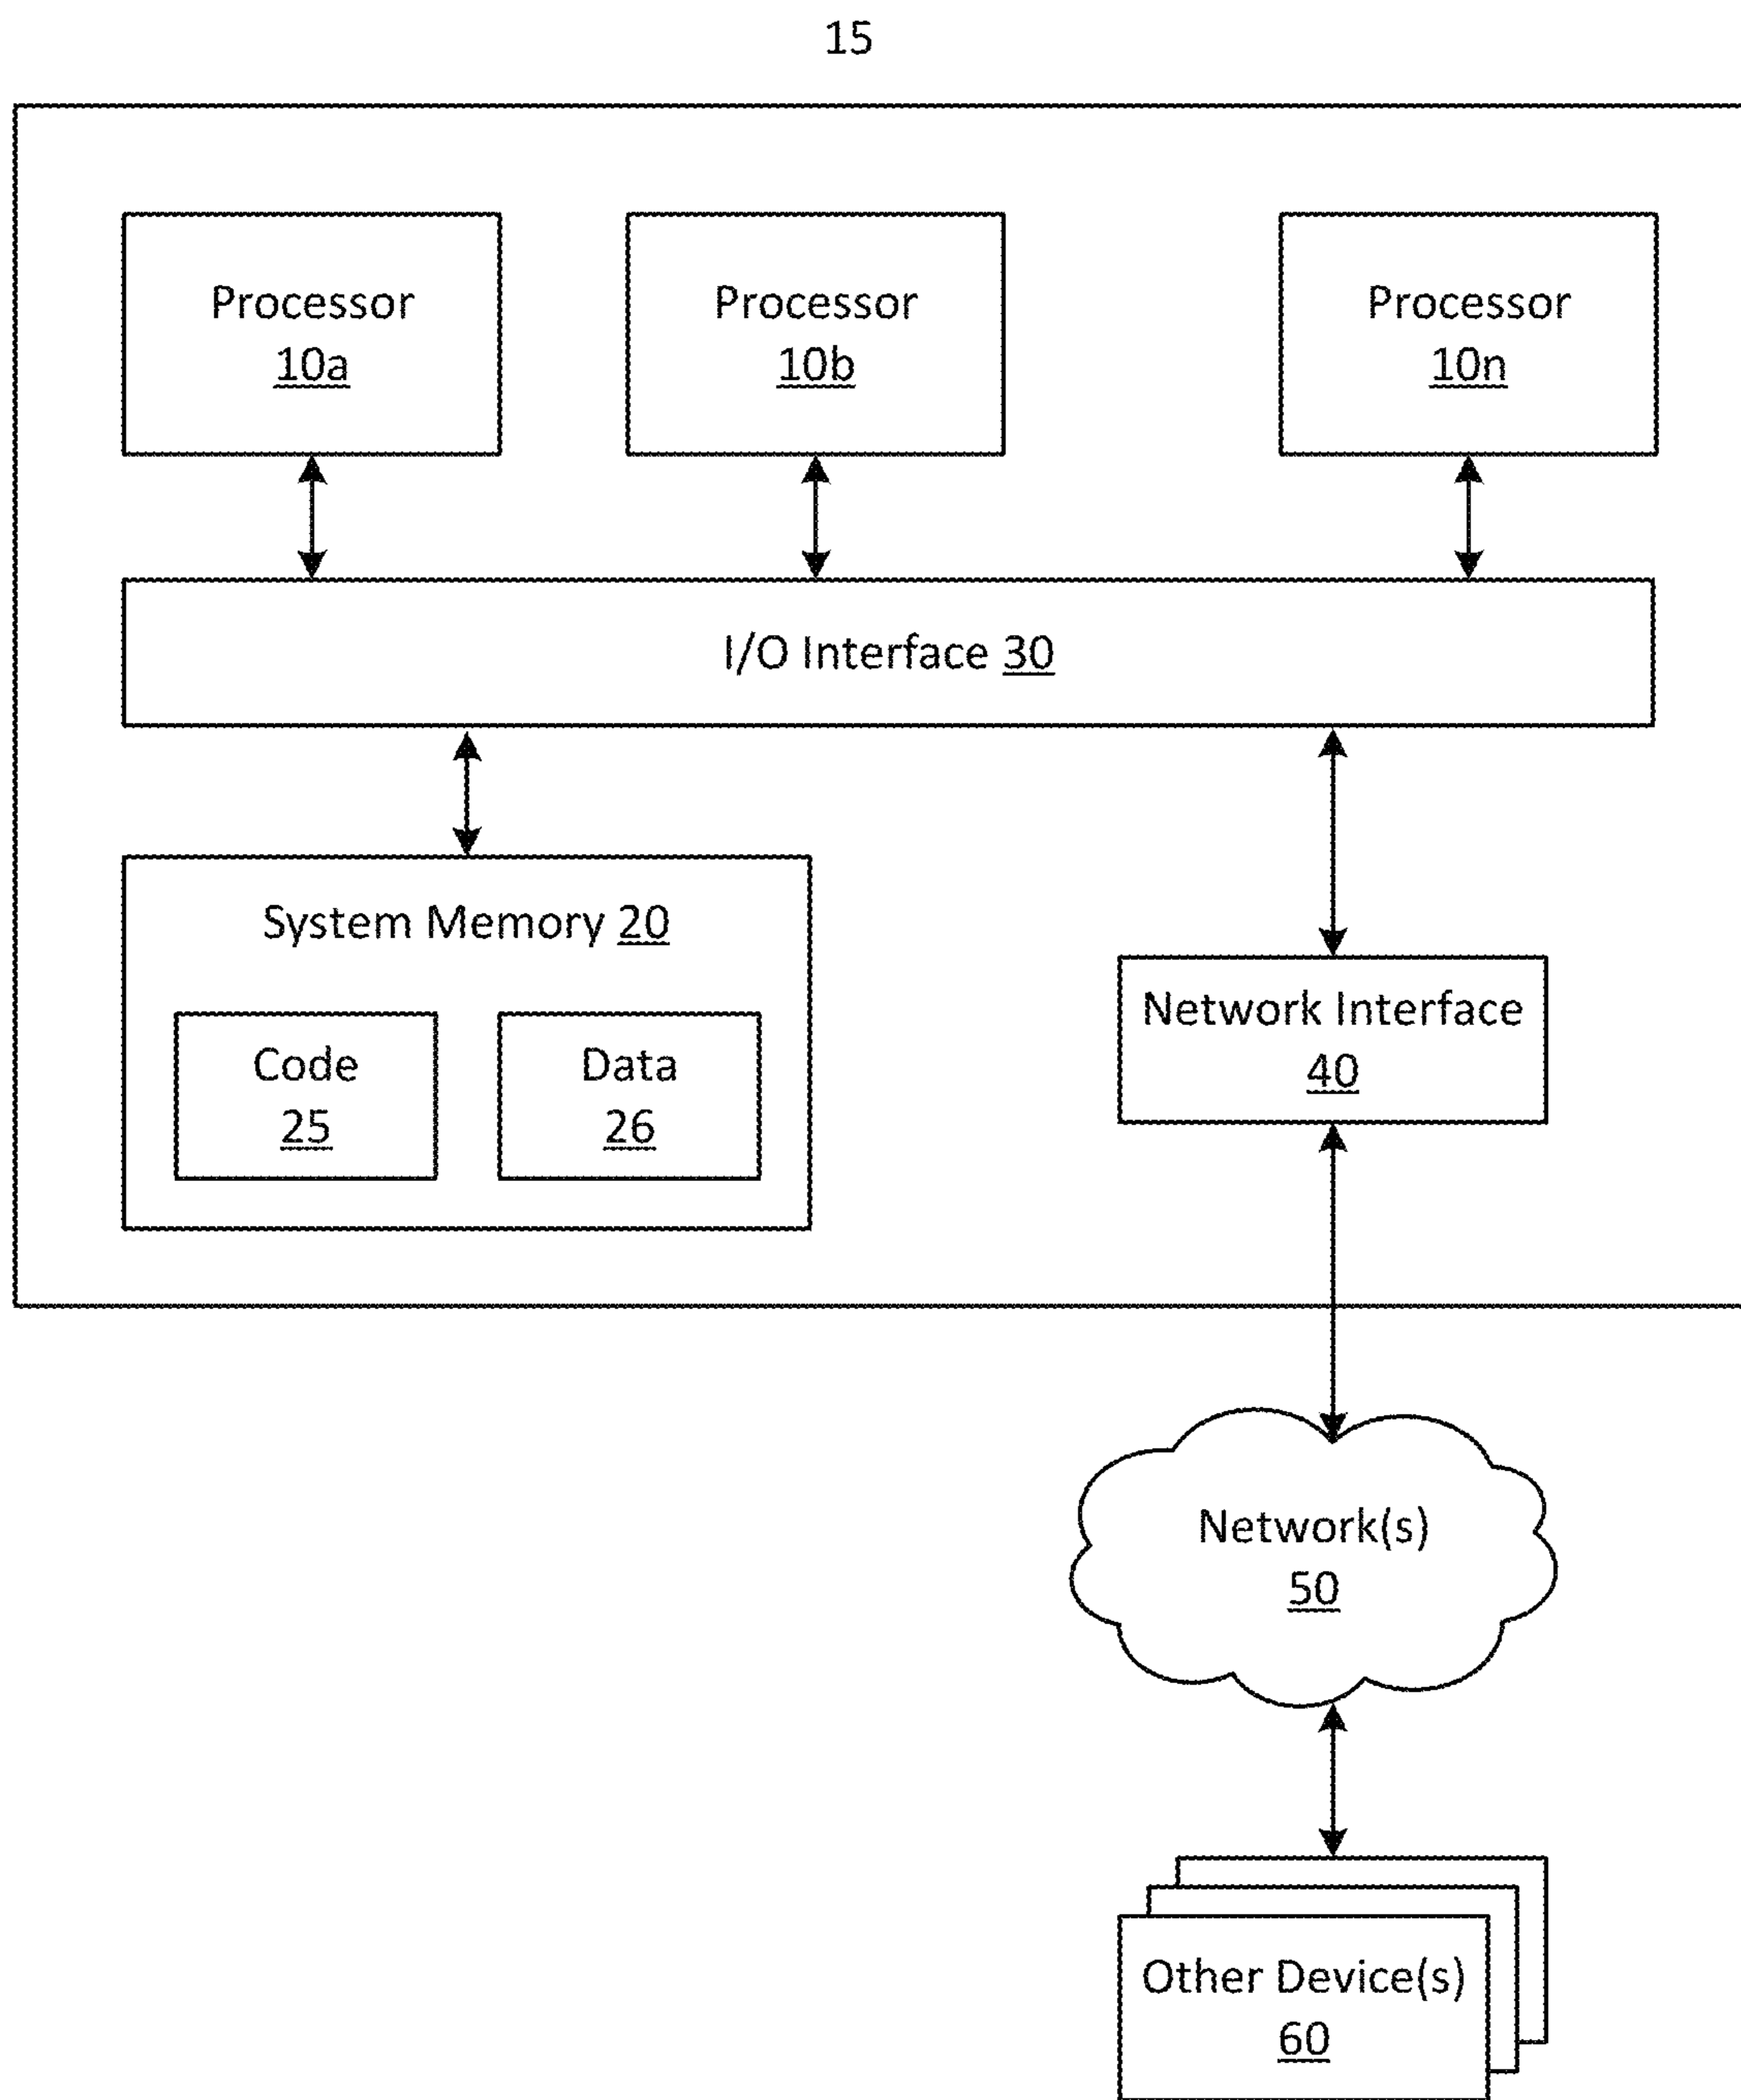 15
Processor
10a
Processor
10b
Processor
10n
I/O Interface 30
System Memory 20
Code
25
Data
26
Network Interface
40
Network(s)
50
Other Device(s)
60